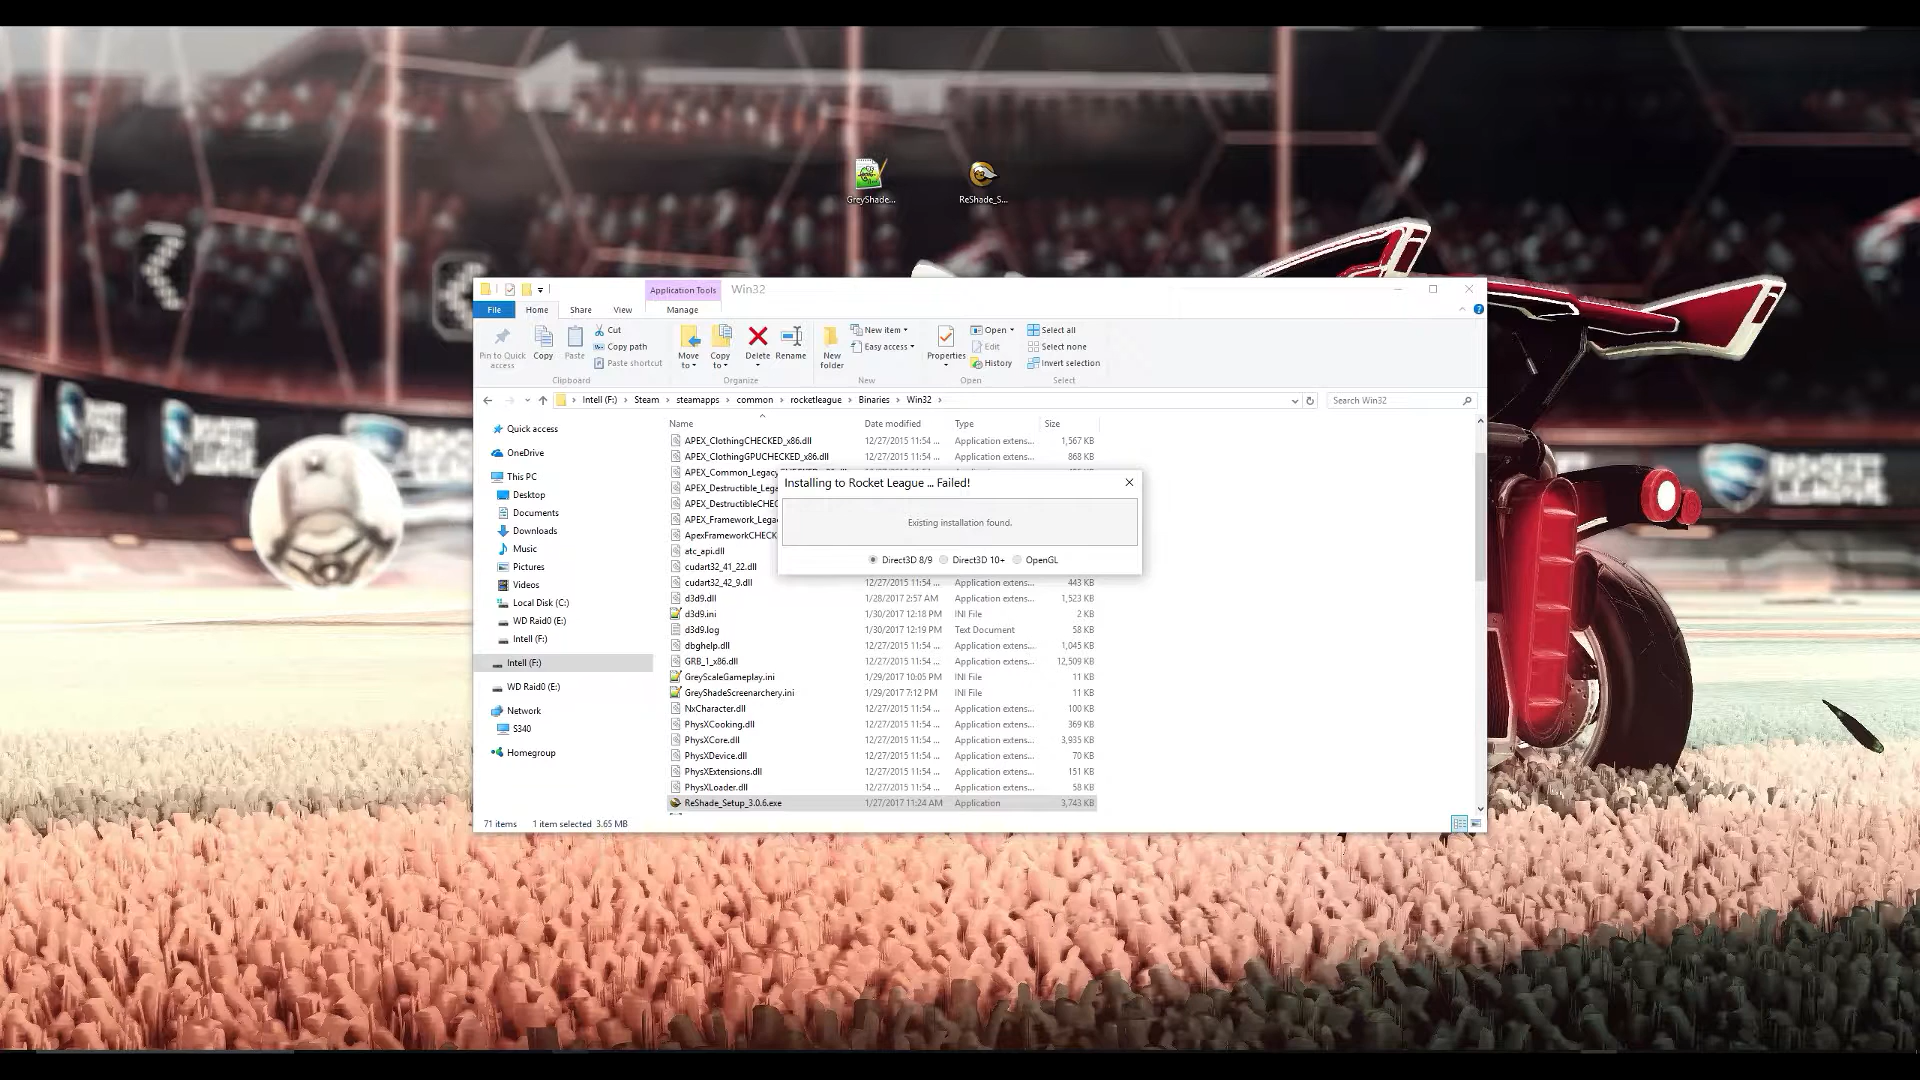 GreyShade...
ReShade_S...
Application Tools
Win32
File
Home
Share
View
Manage
Pin to Quick access
Copy
Paste
Cut
Copy path
Paste shortcut
Clipboard
Move to
Copy to
Delete
Rename
Organize
New folder
New item
Easy access
New
Properties
Open
Edit
History
Open
Select all
Select none
Invert selection
Select
Intell (F:) > Steam > steamapps > common > rocketleague > Binaries > Win32 >
Search Win32
Quick access
OneDrive
This PC
Desktop
Documents
Downloads
Music
Pictures
Videos
Local Disk (C:)
WD Raid0 (E:)
Intell (F:)
Intell (F:)
WD Raid0 (E:)
Network
S340
Homegroup
Name Date modified Type Size
APEX_ClothingCHECKED_x86.dll 12/27/2015 11:54 ... Application extens... 1,567 KB
APEX_ClothingGPUCHECKED_x86.dll 12/27/2015 11:54 ... Application extens... 868 KB
APEX_Common_Legacy
APEX_Destructible_Lega
APEX_DestructibleCHEC
APEX_Framework_Legac
ApexFrameworkCHECK
atc_api.dll
cudart32_41_22.dll
cudart32_42_9.dll 12/27/2015 11:54 ... Application extens... 443 KB
d3d9.dll 1/28/2017 2:57 AM Application extens... 1,523 KB
d3d9.ini 1/30/2017 12:18 PM INI File 2 KB
d3d9.log 1/30/2017 12:19 PM Text Document 58 KB
dbghelp.dll 12/27/2015 11:54 ... Application extens... 1,045 KB
GRB_1_x86.dll 12/27/2015 11:54 ... Application extens... 12,509 KB
GreyScaleGameplay.ini 1/29/2017 10:05 PM INI File 11 KB
GreyShadeScreenarchery.ini 1/29/2017 7:12 PM INI File 11 KB
NxCharacter.dll 12/27/2015 11:54 ... Application extens... 100 KB
PhysXCooking.dll 12/27/2015 11:54 ... Application extens... 369 KB
PhysXCore.dll 12/27/2015 11:54 ... Application extens... 3,935 KB
PhysXDevice.dll 12/27/2015 11:54 ... Application extens... 70 KB
PhysXExtensions.dll 12/27/2015 11:54 ... Application extens... 151 KB
PhysXLoader.dll 12/27/2015 11:54 ... Application extens... 58 KB
ReShade_Setup_3.0.6.exe 1/27/2017 11:24 AM Application 3,743 KB
Installing to Rocket League ... Failed!
Existing installation found.
Direct3D 8/9 Direct3D 10+ OpenGL
71 items 1 item selected 3.65 MB
ROCKET
LEAGUE